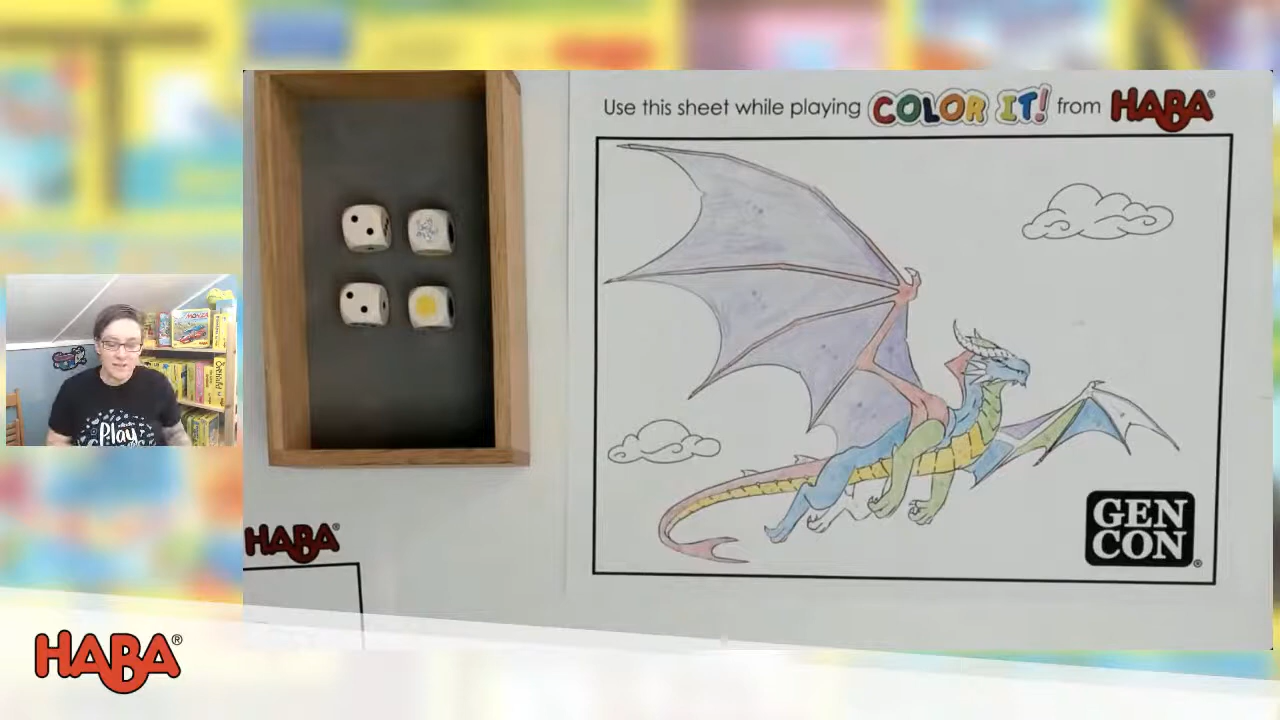 Use this sheet while playing COLOR IT! from HABA®
Play
GEN
CON®
HABA®
HABA®